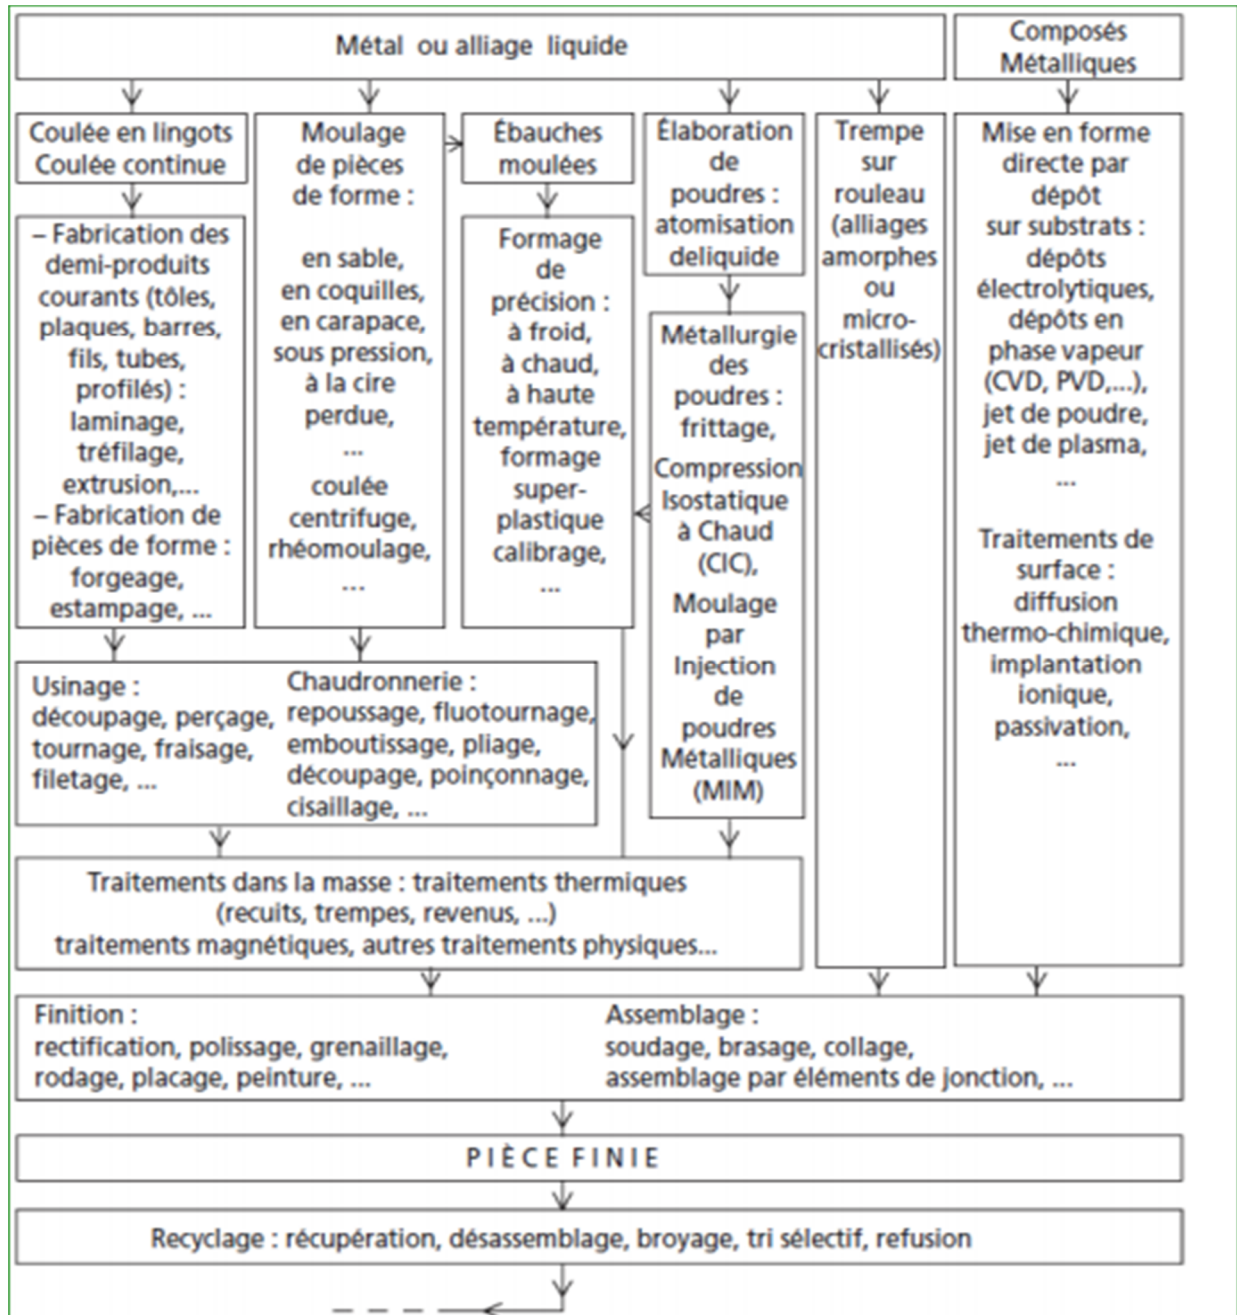 Métal ou alliage liquide
Composés
Métalliques
Coulée en lingots
Coulée continue
Moulage
de pièces
de forme :
en sable,
en coquilles,
en carapace,
sous pression,
à la cire
perdue,
...
coulée
centrifuge,
rhéomoulage,
...
Ébauches
moulées
Élaboration
de
poudres :
atomisation
deliquide
Trempe
sur
rouleau
(alliages
amorphes
ou
micro-
cristallisés)
Mise en forme
directe par
dépôt
sur substrats :
dépôts
électrolytiques,
dépôts en
phase vapeur
(CVD, PVD,...),
jet de poudre,
jet de plasma,
...
Traitements de
surface :
diffusion
thermo-chimique,
implantation
ionique,
passivation,
...
– Fabrication des
demi-produits
courants (tôles,
plaques, barres,
fils, tubes,
profilés) :
laminage,
tréfilage,
extrusion,...
– Fabrication de
pièces de forme :
forgeage,
estampage, ...
Formage
de
précision :
à froid,
à chaud,
à haute
température,
formage
super-
plastique
calibrage,
...
Métallurgie
des
poudres :
frittage,
Compression
Isostatique
à Chaud
(CIC),
Moulage
par
Injection
de
poudres
Métalliques
(MIM)
Usinage :
découpage, perçage,
tournage, fraisage,
filetage, ...
Chaudronnerie :
repoussage, fluotournage,
emboutissage, pliage,
découpage, poinçonnage,
cisaillage, ...
Traitements dans la masse : traitements thermiques
(recuits, trempes, revenus, ...)
traitements magnétiques, autres traitements physiques...
Finition :
rectification, polissage, grenaillage,
rodage, placage, peinture, ...
Assemblage :
soudage, brasage, collage,
assemblage par éléments de jonction, ...
PIÈCE FINIE
Recyclage : récupération, désassemblage, broyage, tri sélectif, refusion